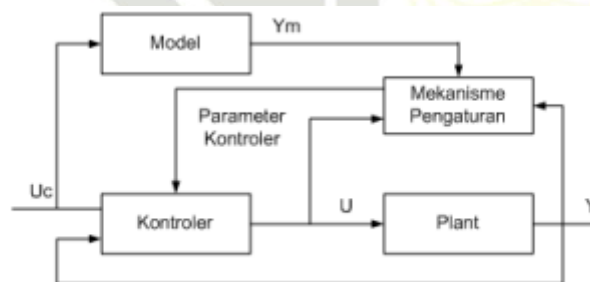 Ym
Model
Mekanisme
Pengaturan
Parameter
Kontroler
Uc
U
Y
Kontroler
Plant